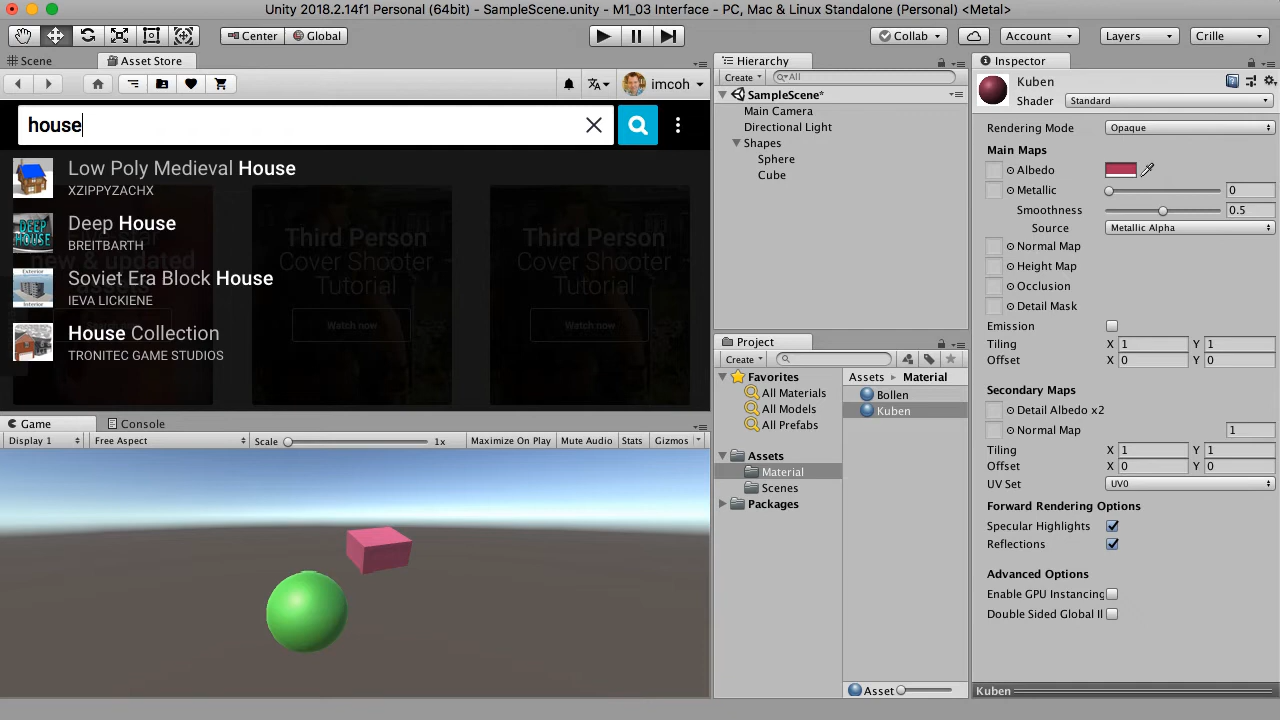 Unity 2018.2.14f1 Personal (64bit) - SampleScene.unity - M1_03 Interface - PC, Mac & Linux Standalone (Personal) <Metal>
Center
Global
Collab
Account
Layers
Crille
Scene
Asset Store
imcoh
house
Low Poly Medieval House
XZIPPYZACHX
Deep House
BREITBARTH
Soviet Era Block House
IEVA LICKIENE
House Collection
TRONITEC GAME STUDIOS
new & updated
assets
Third Person
Cover Shooter
Tutorial
Watch now
Third Person
Cover Shooter
Tutorial
Watch now
Game
Console
Display 1
Free Aspect
Scale
1x
Maximize On Play
Mute Audio
Stats
Gizmos
Hierarchy
Create
All
SampleScene*
Main Camera
Directional Light
Shapes
Sphere
Cube
Project
Create
Favorites
All Materials
All Models
All Prefabs
Assets
Material
Scenes
Packages
Assets
Material
Bollen
Kuben
Asset
Inspector
Kuben
Shader
Standard
Rendering Mode
Opaque
Main Maps
Albedo
Metallic
0
Smoothness
0.5
Source
Metallic Alpha
Normal Map
Height Map
Occlusion
Detail Mask
Emission
Tiling X 1 Y 1
Offset X 0 Y 0
Secondary Maps
Detail Albedo x2
Normal Map
1
Tiling X 1 Y 1
Offset X 0 Y 0
UV Set
UV0
Forward Rendering Options
Specular Highlights
Reflections
Advanced Options
Enable GPU Instancing
Double Sided Global Il
Kuben